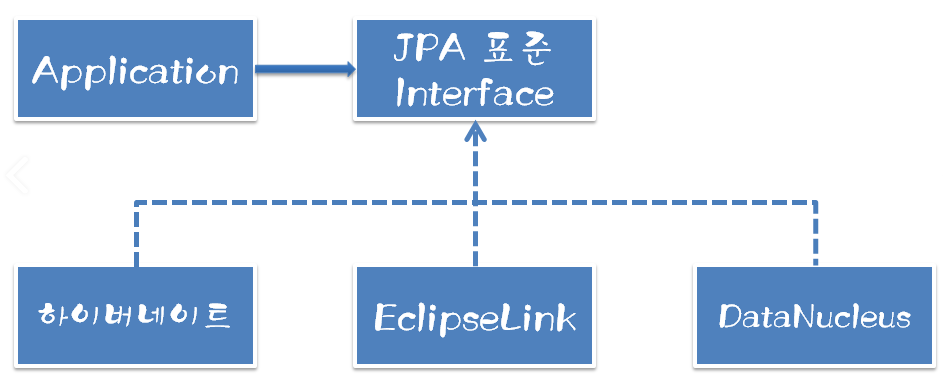 Application
JPA 표준
Interface
하이버네이트
EclipseLink
DataNucleus